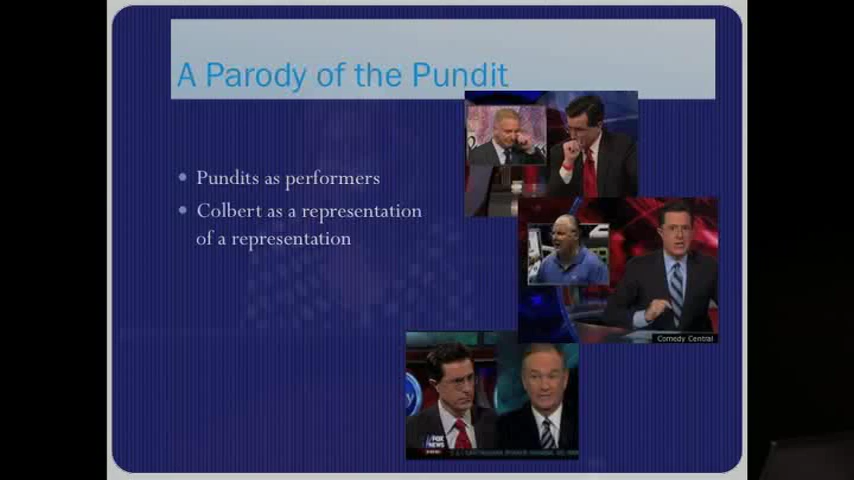 A Parody of the Pundit
Pundits as performers
Colbert as a representation
of a representation
Comedy Central
FOX
NEWS